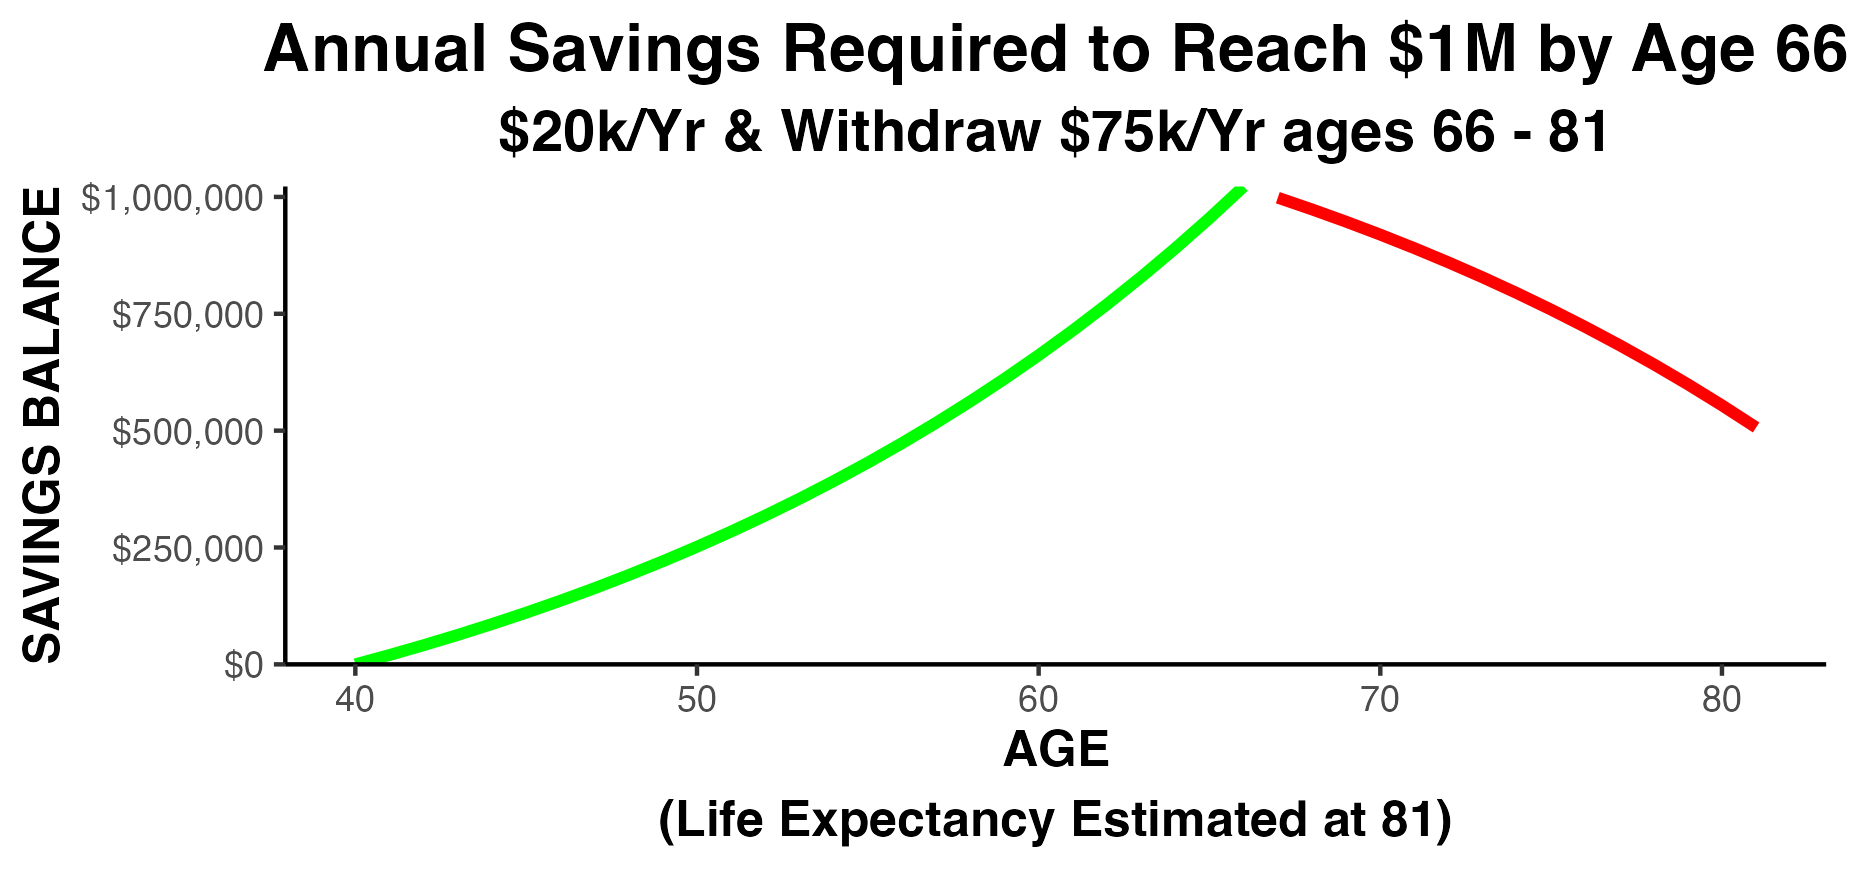 Annual Savings Required to Reach $1M by Age 66
$20k/Yr & Withdraw $75k/Yr ages 66 - 81
SAVINGS BALANCE
$1,000,000
$750,000
$500,000
$250,000
$0
40 50 60 70 80
AGE
(Life Expectancy Estimated at 81)